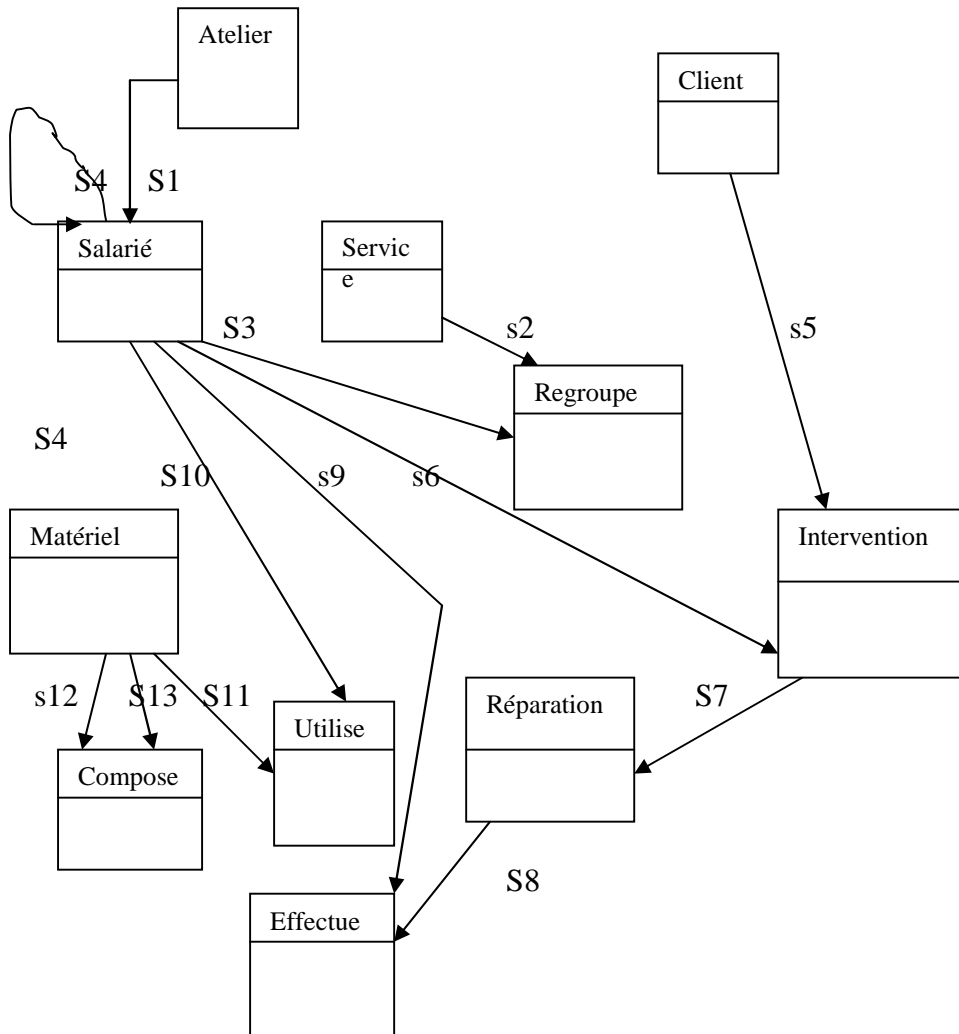 Atelier
Client
S4
S1
Salarié
Servic
e
S3
s2
s5
Regroupe
S4
S10
s9
s6
Matériel
Intervention
s12
S13
S11
Utilise
Réparation
S7
Compose
S8
Effectue